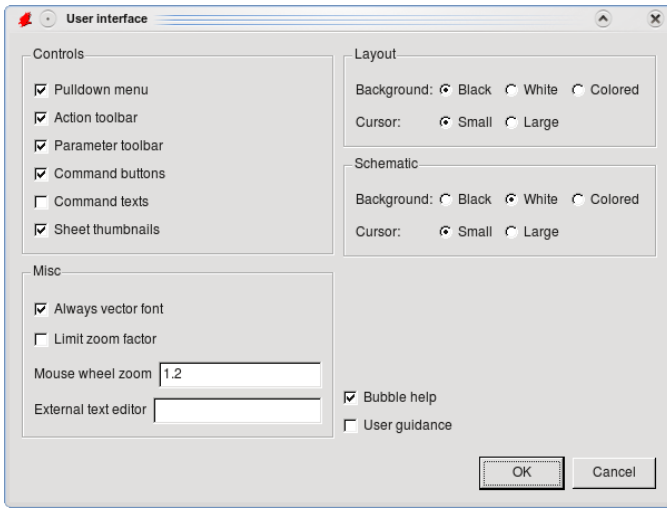 User interface
Controls
Pulldown menu
Action toolbar
Parameter toolbar
Command buttons
Command texts
Sheet thumbnails
Layout
Background: Black White Colored
Cursor: Small Large
Schematic
Background: Black White Colored
Cursor: Small Large
Misc
Always vector font
Limit zoom factor
Mouse wheel zoom 1.2
External text editor
Bubble help
User guidance
OK Cancel